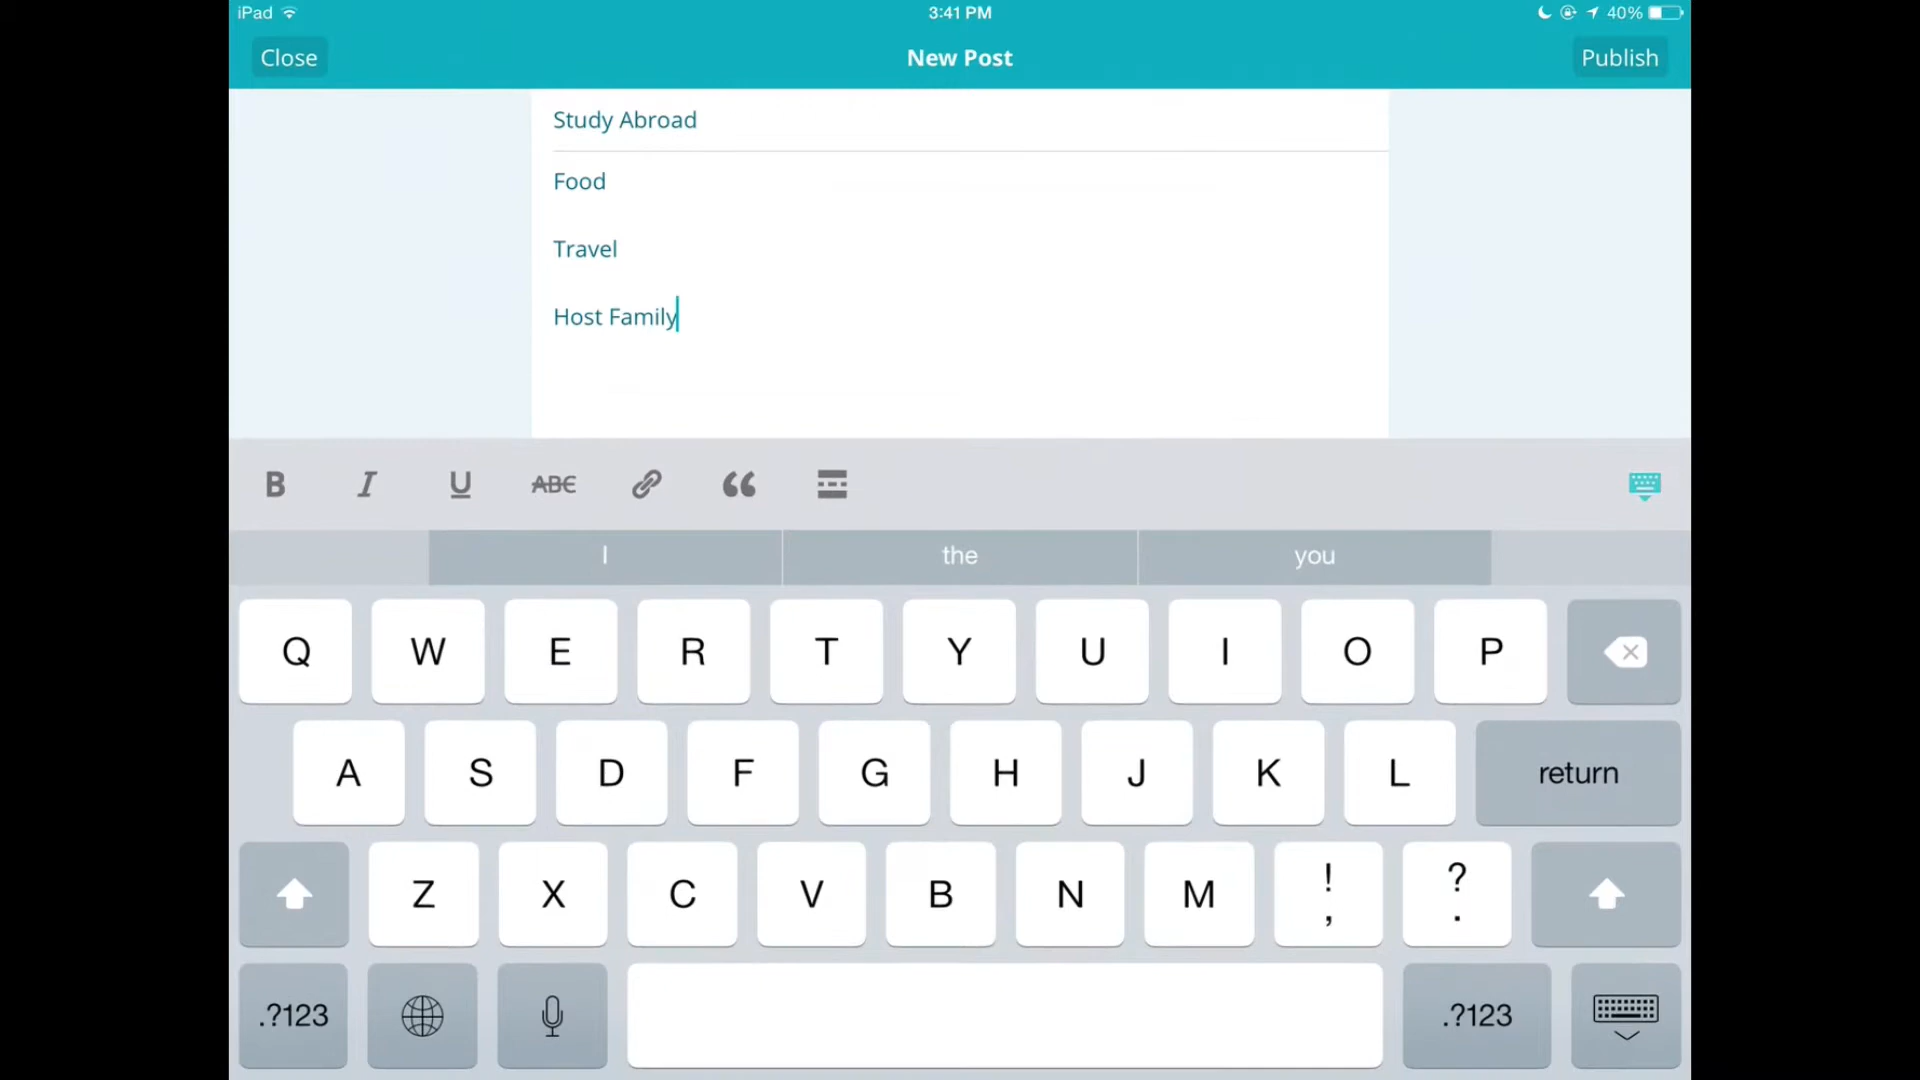 iPad 3:41 PM 40%
Close New Post Publish
Study Abroad
Food
Travel
Host Family
B I U ABC “
I the you
Q W E R T Y U I O P
A S D F G H J K L return
Z X C V B N M ! , ? .
.?123 .?123